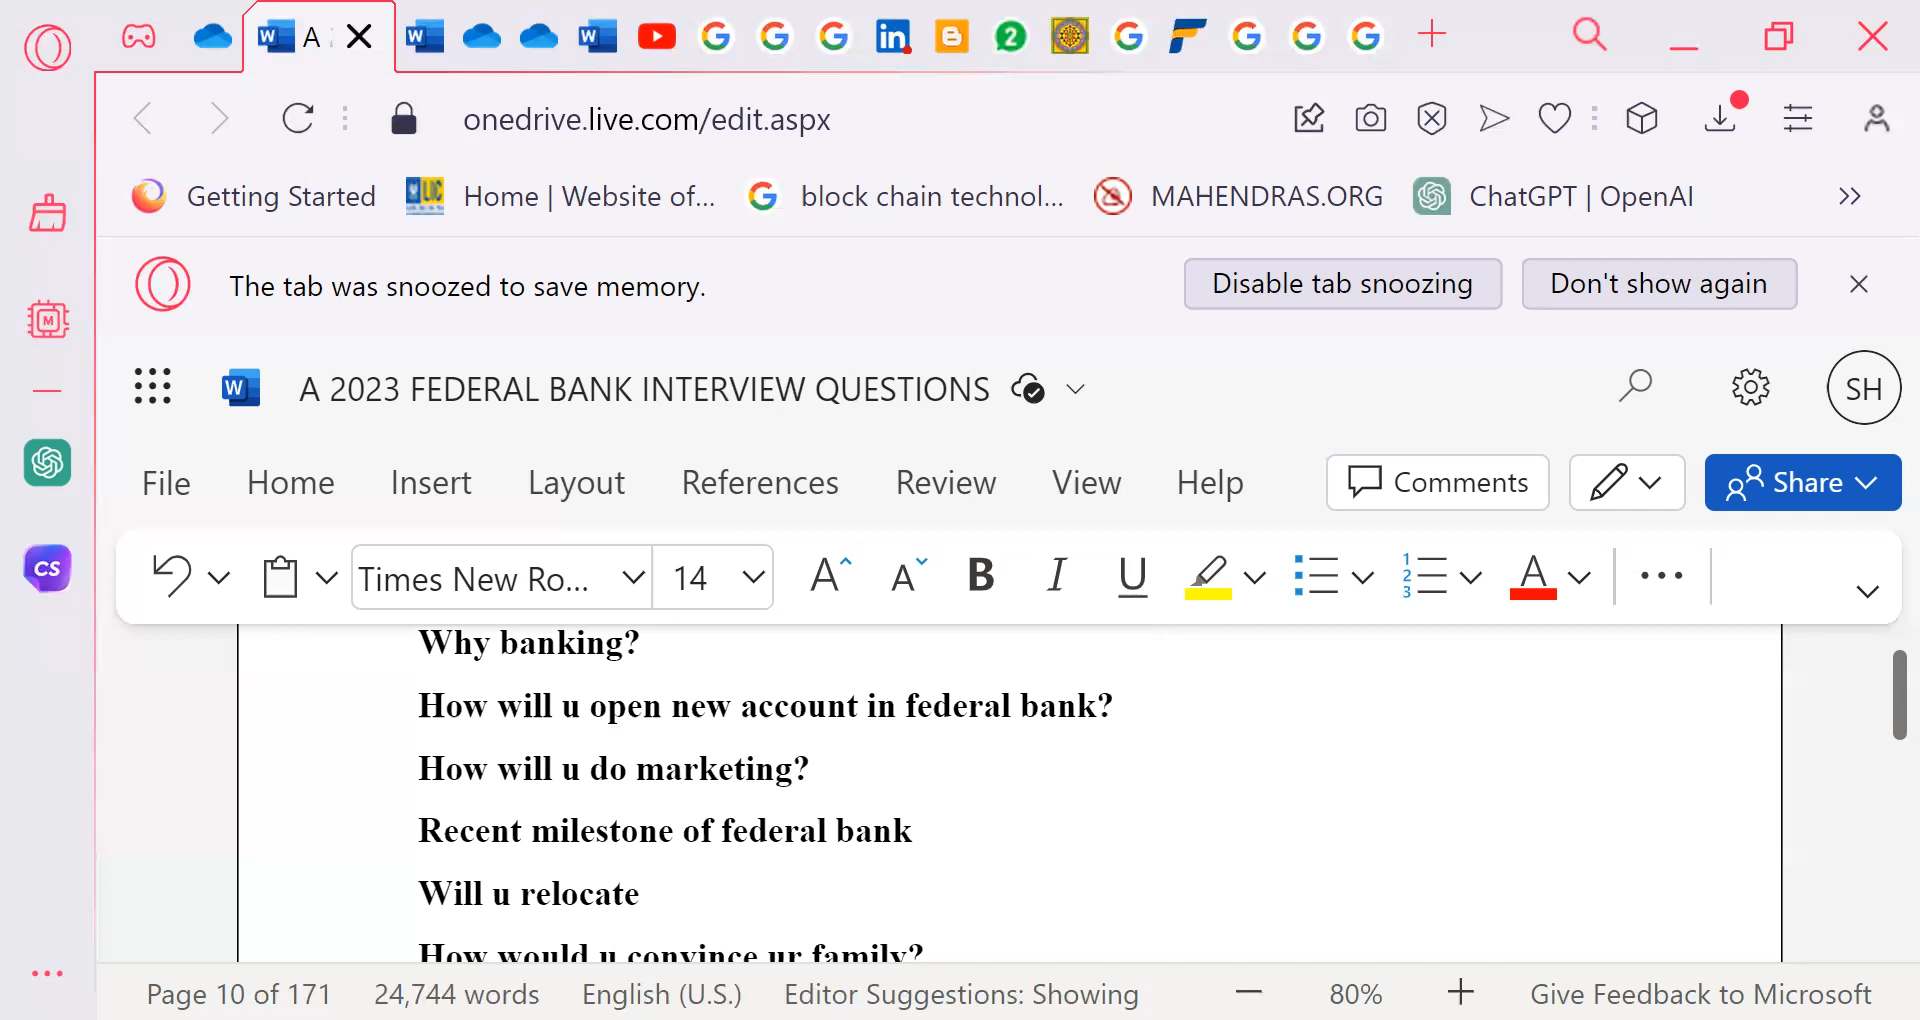 A
2
onedrive.live.com/edit.aspx
Getting Started
Home | Website of...
block chain technol...
MAHENDRAS.ORG
ChatGPT | OpenAI
The tab was snoozed to save memory.
Disable tab snoozing
Don't show again
A 2023 FEDERAL BANK INTERVIEW QUESTIONS
SH
File Home Insert Layout References Review View Help
Comments
Share
Times New Ro...
14
Why banking?
How will u open new account in federal bank?
How will u do marketing?
Recent milestone of federal bank
Will u relocate
How would u convince ur family?
Page 10 of 171
24,744 words
English (U.S.)
Editor Suggestions: Showing
80%
Give Feedback to Microsoft